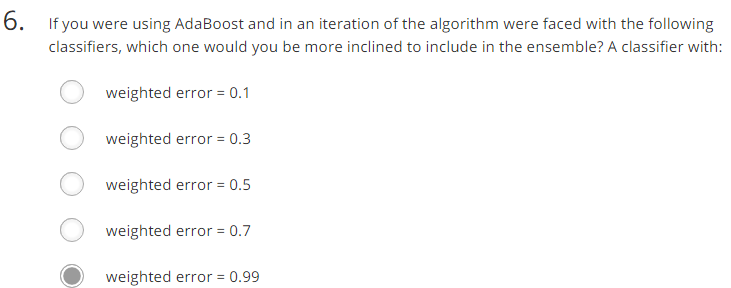 6. If you were using AdaBoost and in an iteration of the algorithm were faced with the following
classifiers, which one would you be more inclined to include in the ensemble? A classifier with:
weighted error = 0.1
weighted error = 0.3
weighted error = 0.5
weighted error = 0.7
weighted error = 0.99